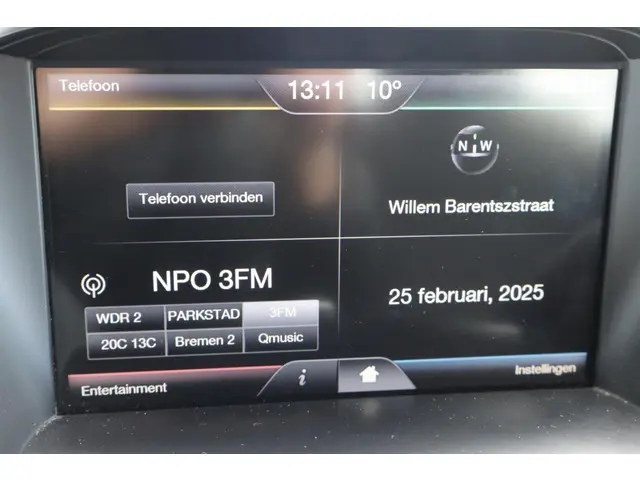 Telefoon
13:11 10º
N W
Telefoon verbinden
Willem Barentszstraat
NPO 3FM
25 februari, 2025
WDR 2 PARKSTAD 3FM
20C 13C Bremen 2 Qmusic
Entertainment
i
Instellingen